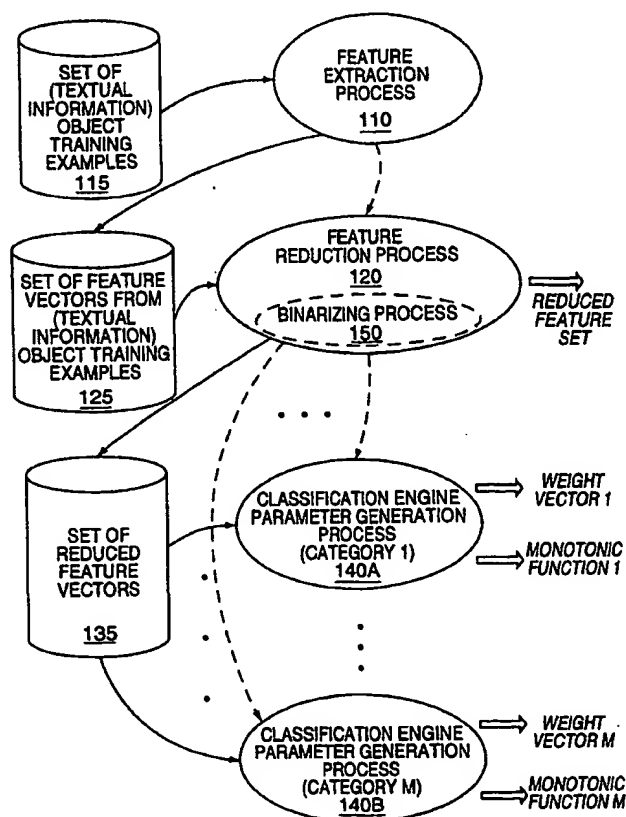 SET OF
(TEXTUAL
INFORMATION)
OBJECT
TRAINING
EXAMPLES
115
FEATURE
EXTRACTION
PROCESS
110
SET OF FEATURE
VECTORS FROM
(TEXTUAL
INFORMATION)
OBJECT TRAINING
EXAMPLES
125
FEATURE
REDUCTION PROCESS
120
BINARIZING PROCESS
150
REDUCED
FEATURE
SET
SET OF
REDUCED
FEATURE
VECTORS
135
CLASSIFICATION ENGINE
PARAMETER GENERATION
PROCESS
(CATEGORY 1)
140A
WEIGHT
VECTOR 1
MONOTONIC
FUNCTION 1
CLASSIFICATION ENGINE
PARAMETER GENERATION
PROCESS
(CATEGORY M)
140B
WEIGHT
VECTOR M
MONOTONIC
FUNCTION M